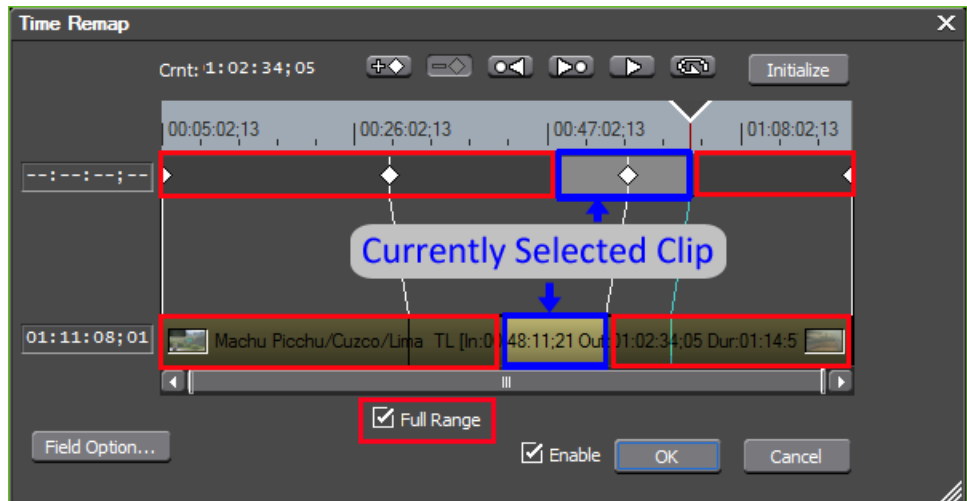 Time Remap
Crnt: 1:02:34;05
Initialize
00:05:02;13 00:26:02;13 00:47:02;13 01:08:02;13
--:--:--;--
Currently Selected Clip
01:11:08;01
Machu Picchu/Cuzco/Lima TL [In:0 48:11;21 Out: 01:02:34;05 Dur:01:14:5
Full Range
Field Option...
Enable
OK
Cancel